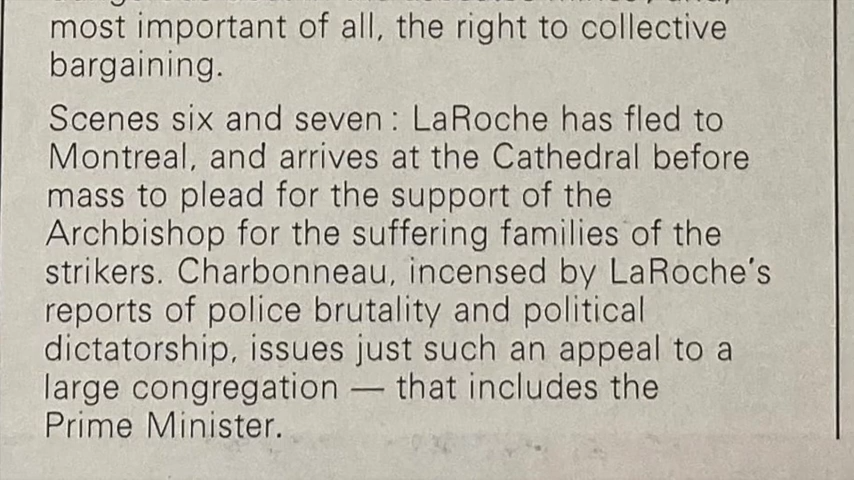 most important of all, the right to collective
bargaining.
Scenes six and seven : LaRoche has fled to
Montreal, and arrives at the Cathedral before
mass to plead for the support of the
Archbishop for the suffering families of the
strikers. Charbonneau, incensed by LaRoche's
reports of police brutality and political
dictatorship, issues just such an appeal to a
large congregation — that includes the
Prime Minister.